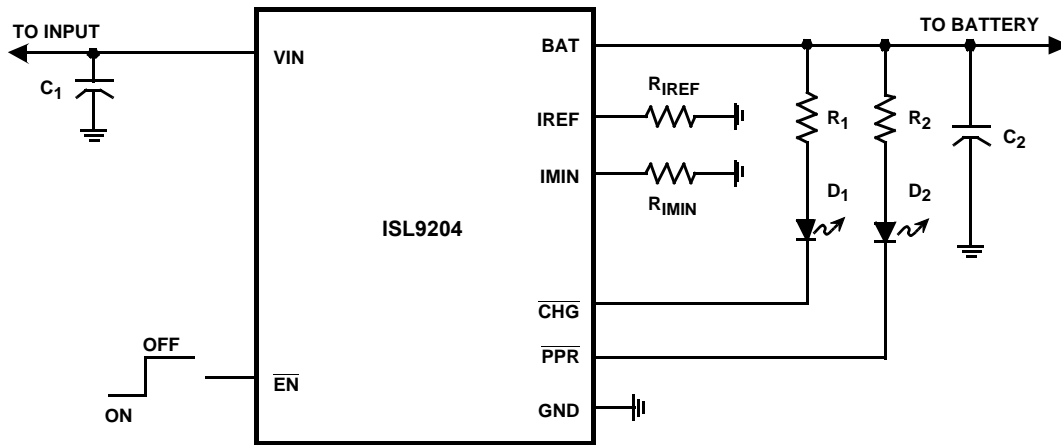 TO INPUT
C1
VIN
ISL9204
BAT
TO BATTERY
IREF
RIREF
IMIN
RIMIN
R1
R2
C2
D1
D2
CHG
PPR
GND
OFF
ON
EN